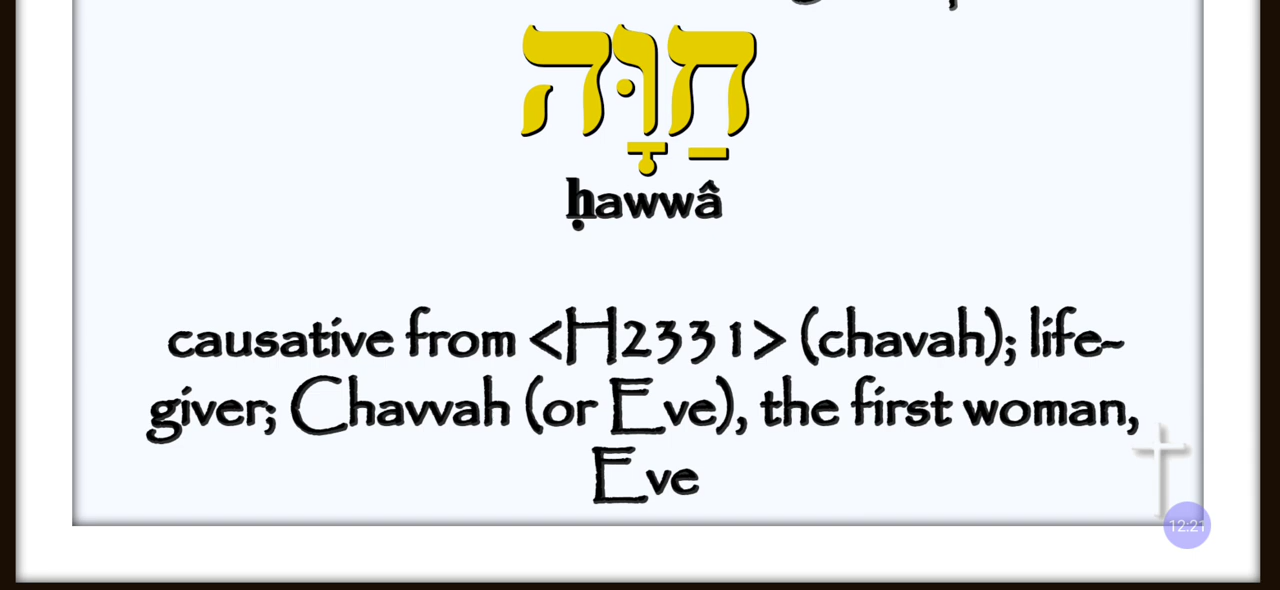 חַוָּה
ḥawwâ
causative from <H2331> (chavah); life-
giver; Chavvah (or Eve), the first woman,
Eve
12:21